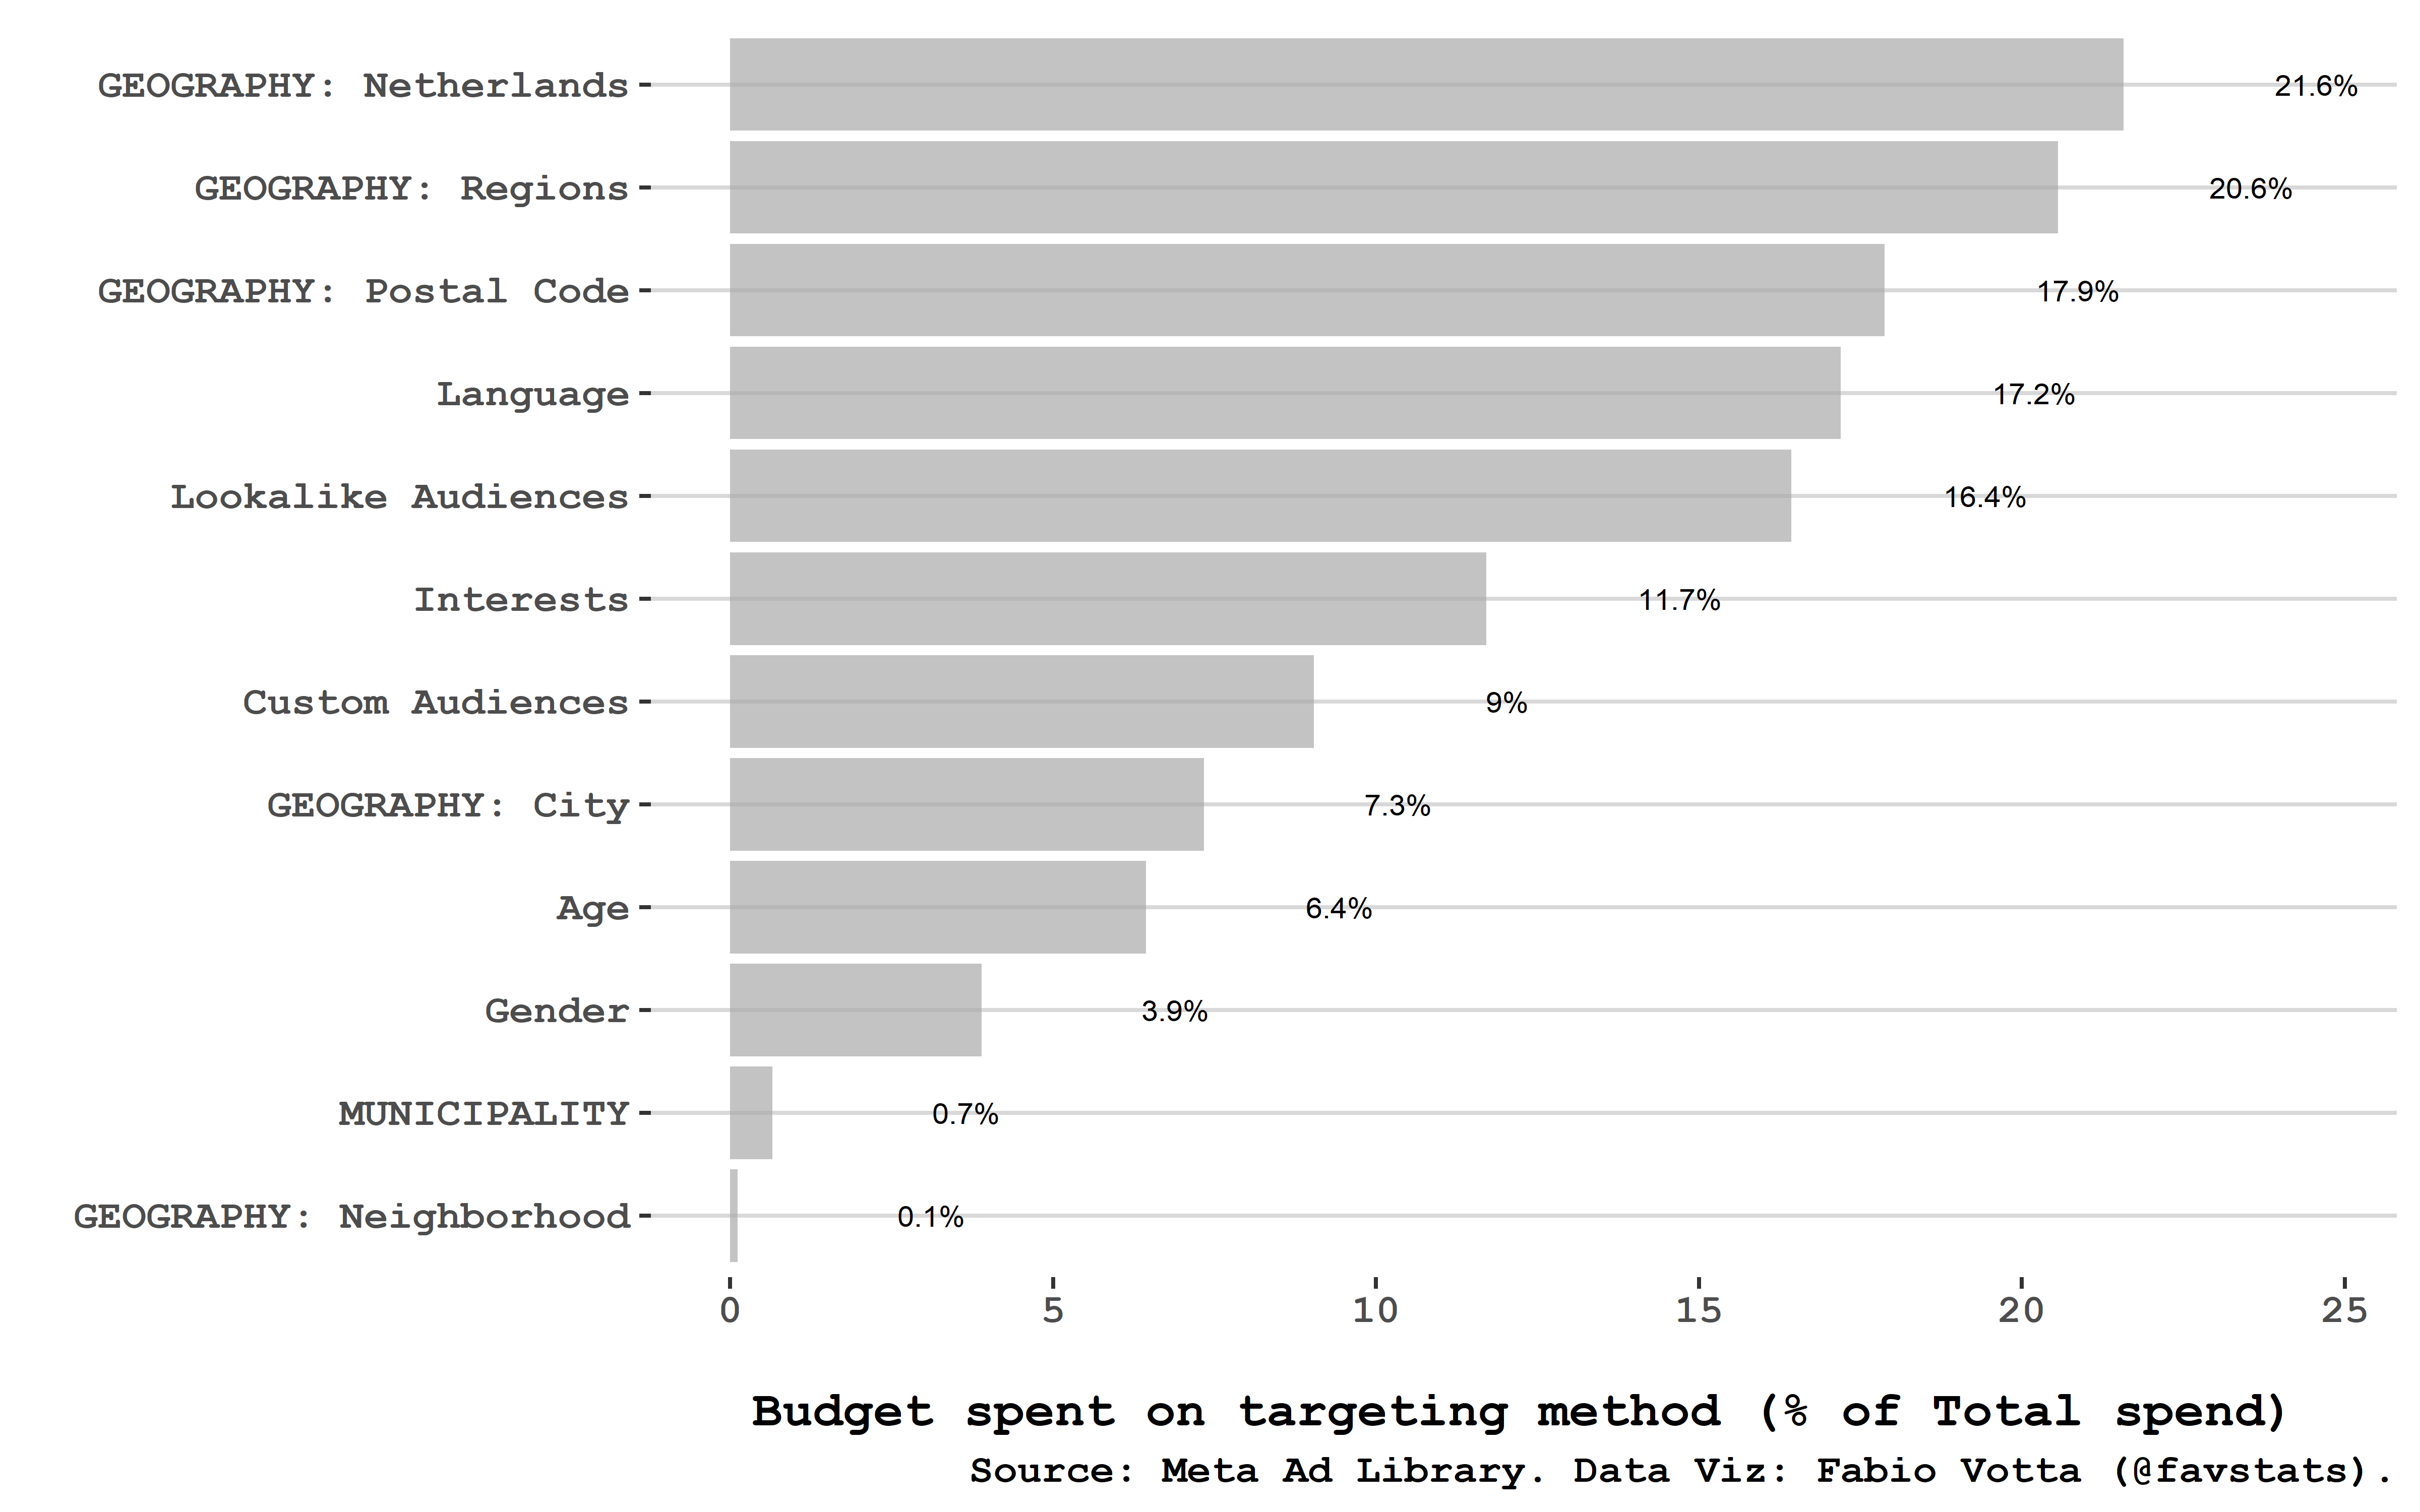 GEOGRAPHY: Netherlands 21.6%
GEOGRAPHY: Regions 20.6%
GEOGRAPHY: Postal Code 17.9%
Language 17.2%
Lookalike Audiences 16.4%
Interests 11.7%
Custom Audiences 9%
GEOGRAPHY: City 7.3%
Age 6.4%
Gender 3.9%
MUNICIPALITY 0.7%
GEOGRAPHY: Neighborhood 0.1%
0 5 10 15 20 25
Budget spent on targeting method (% of Total spend)
Source: Meta Ad Library. Data Viz: Fabio Votta (@favstats).